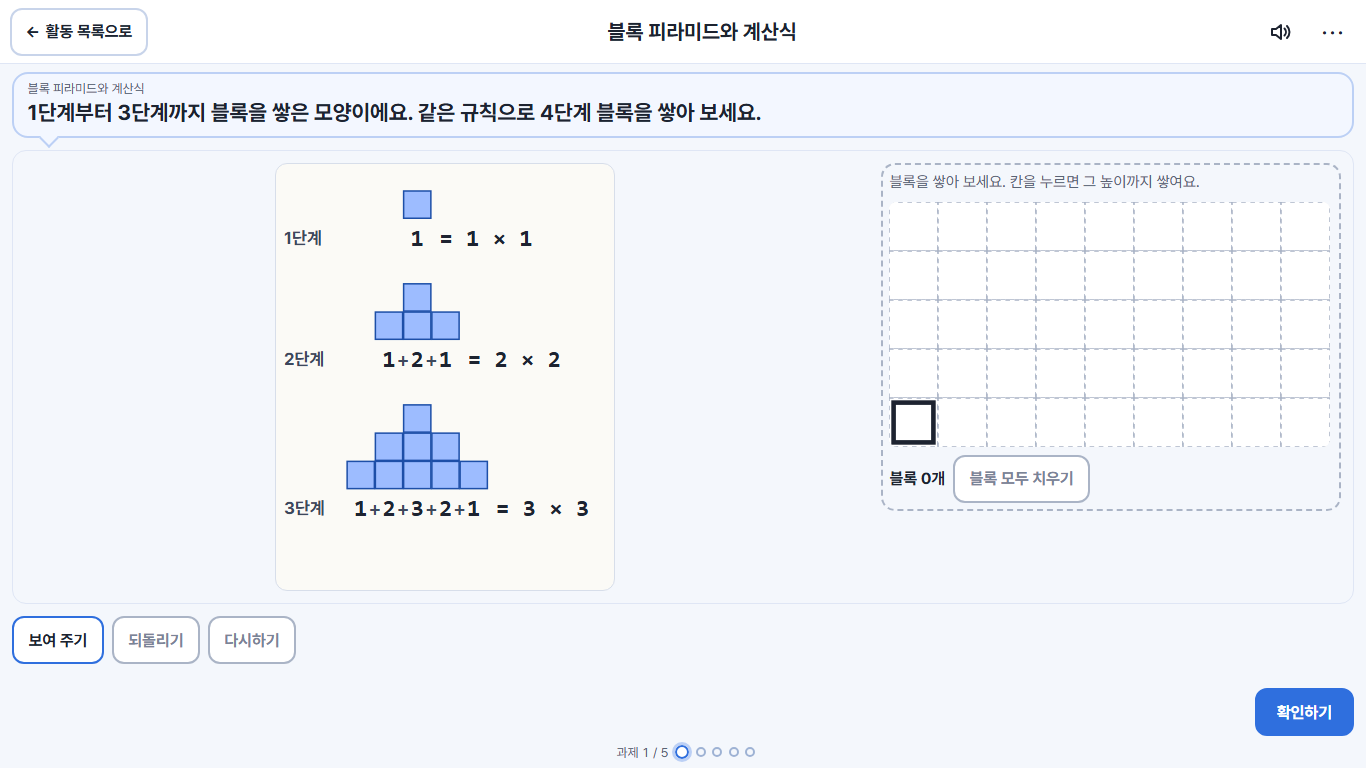 ← 활동 목록으로
블록 피라미드와 계산식
블록 피라미드와 계산식
1단계부터 3단계까지 블록을 쌓은 모양이에요. 같은 규칙으로 4단계 블록을 쌓아 보세요.
1단계 1 = 1 × 1
2단계 1+2+1 = 2 × 2
3단계 1+2+3+2+1 = 3 × 3
블록을 쌓아 보세요. 칸을 누르면 그 높이까지 쌓여요.
블록 0개 블록 모두 치우기
보여 주기 되돌리기 다시하기
확인하기
과제 1 / 5